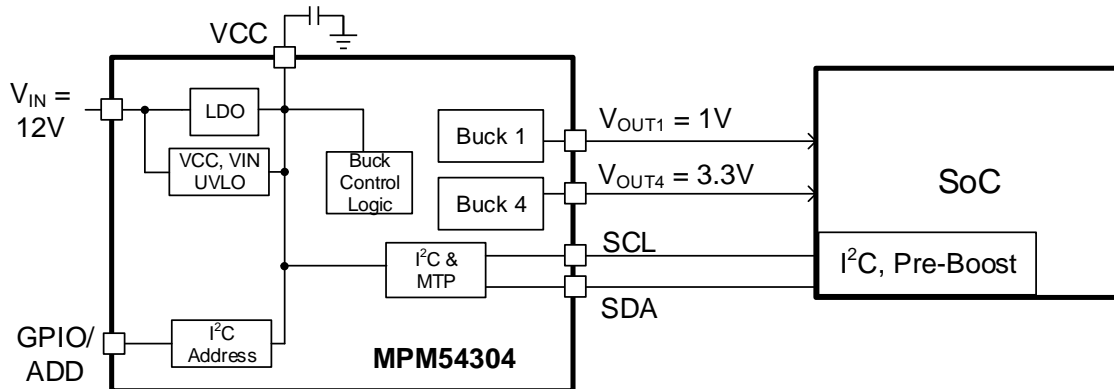 VCC
V_IN =
12V
LDO
VCC, VIN
UVLO
Buck
Control
Logic
Buck 1
Buck 4
V_OUT1 = 1V
V_OUT4 = 3.3V
SoC
I²C, Pre-Boost
SCL
SDA
I²C &
MTP
GPIO/
ADD
I²C
Address
MPM54304